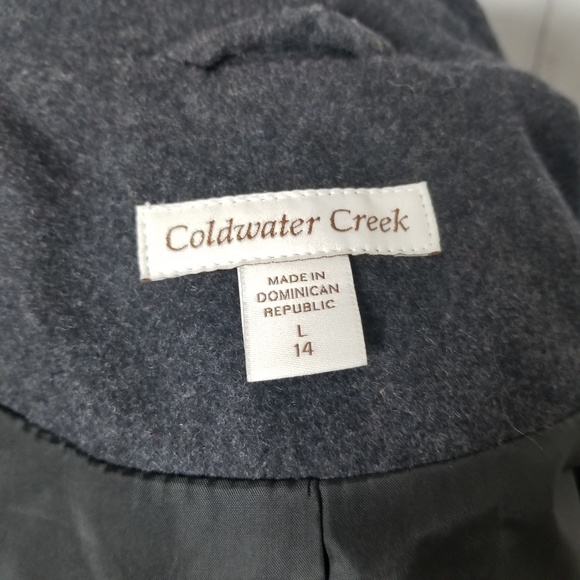 Coldwater Creek
MADE IN
DOMINICAN
REPUBLIC
L
14